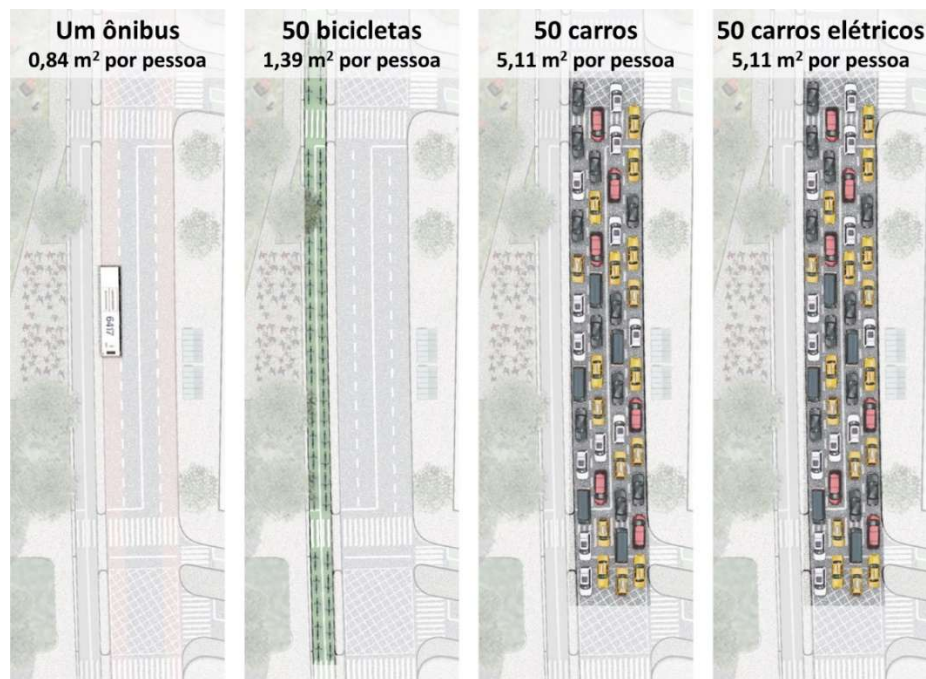 Um ônibus
0,84 m² por pessoa
50 bicicletas
1,39 m² por pessoa
50 carros
5,11 m² por pessoa
50 carros elétricos
5,11 m² por pessoa
6417